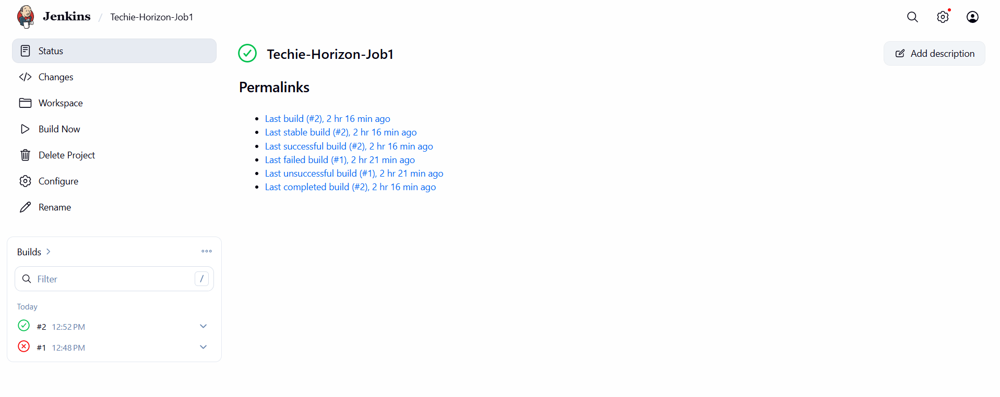 Jenkins / Techie-Horizon-Job1
Status
Changes
Workspace
Build Now
Delete Project
Configure
Rename
Builds
Filter /
Today
#2 12:52 PM
#1 12:48 PM
Techie-Horizon-Job1
Add description
Permalinks
Last build (#2), 2 hr 16 min ago
Last stable build (#2), 2 hr 16 min ago
Last successful build (#2), 2 hr 16 min ago
Last failed build (#1), 2 hr 21 min ago
Last unsuccessful build (#1), 2 hr 21 min ago
Last completed build (#2), 2 hr 16 min ago